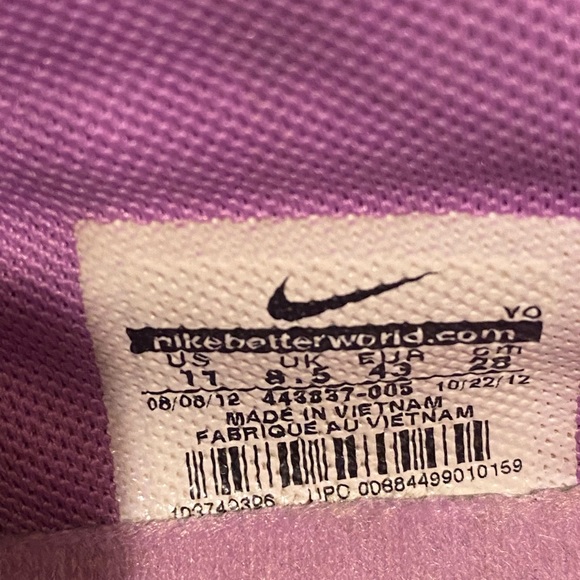 VO
nikebetterworld.com
US UK EUR cm
11 8.5 43 28
08/08/12 443837-005 10/22/12
MADE IN VIETNAM
FABRIQUE AU VIETNAM
UPC 00884499010159